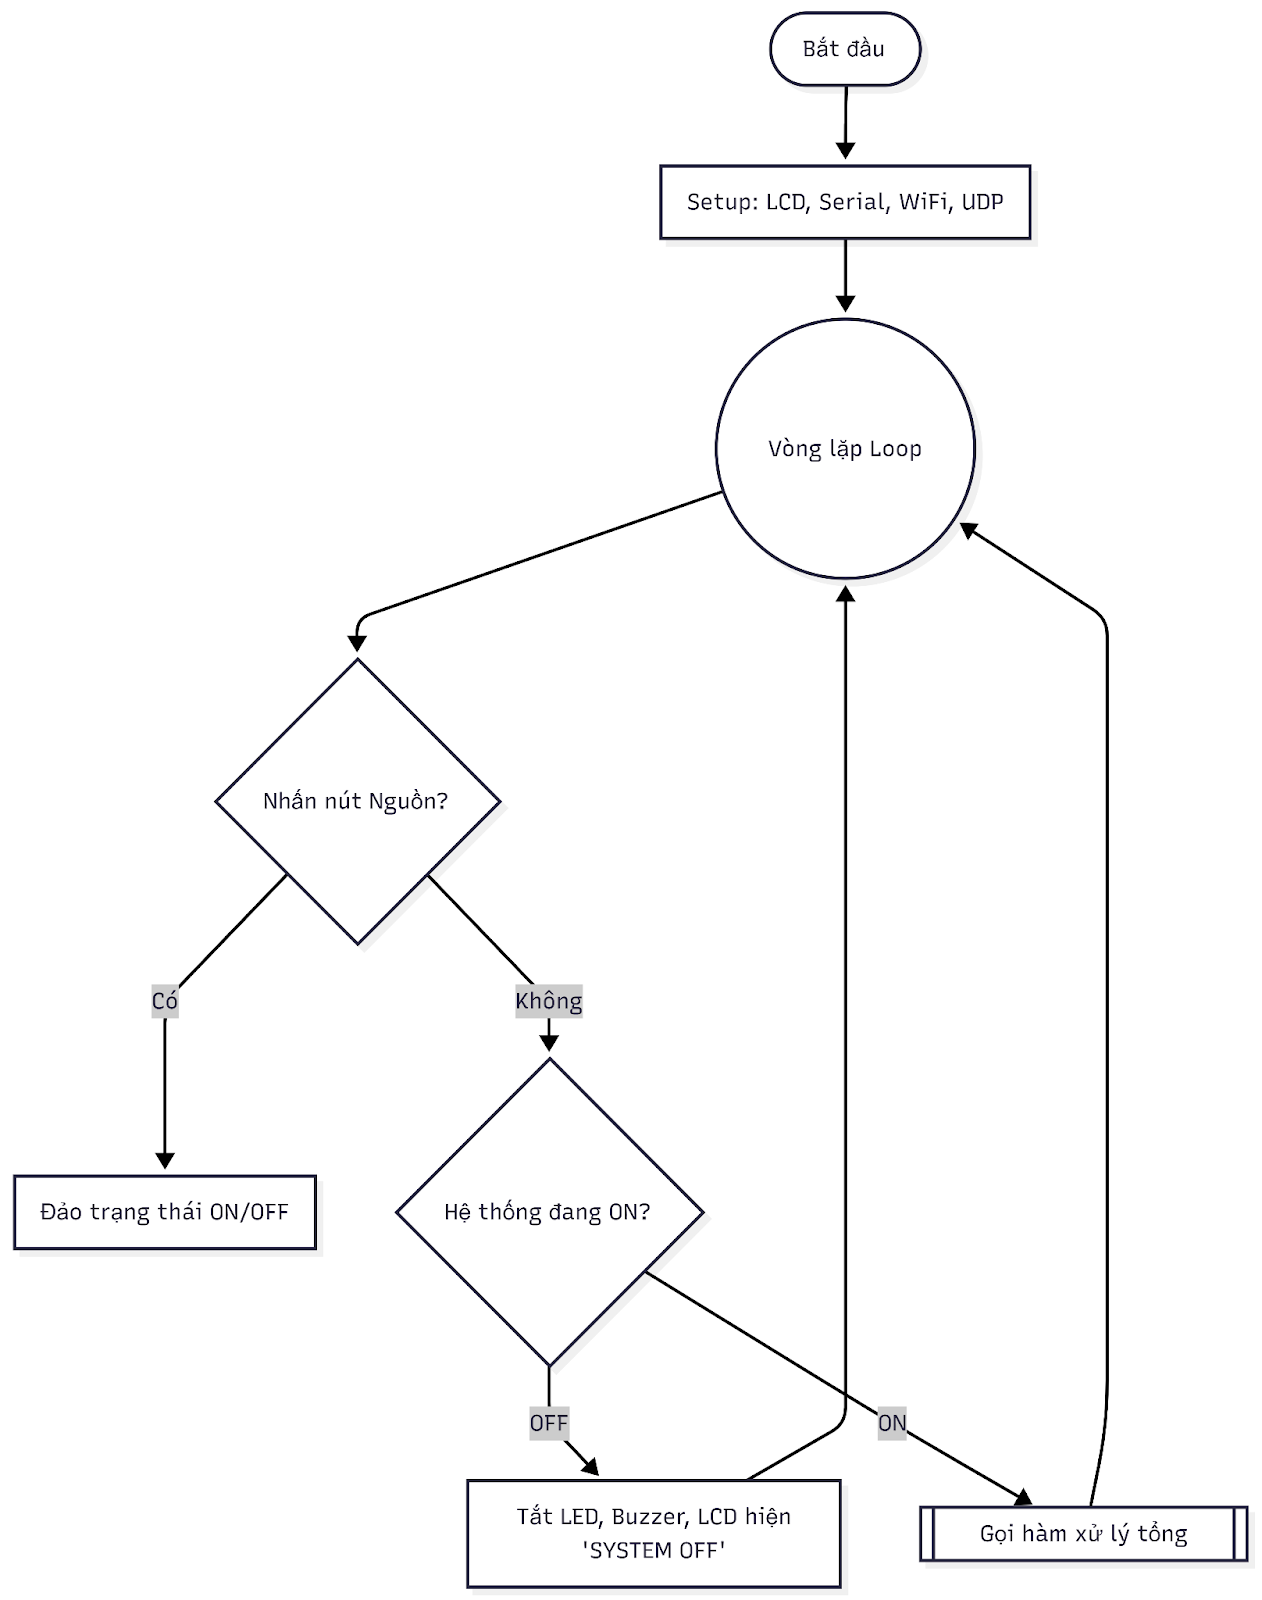 Bắt đầu
Setup: LCD, Serial, WiFi, UDP
Vòng lặp Loop
Nhấn nút Nguồn?
Có
Không
Đảo trạng thái ON/OFF
Hệ thống đang ON?
OFF
ON
Tắt LED, Buzzer, LCD hiện
'SYSTEM OFF'
Gọi hàm xử lý tổng